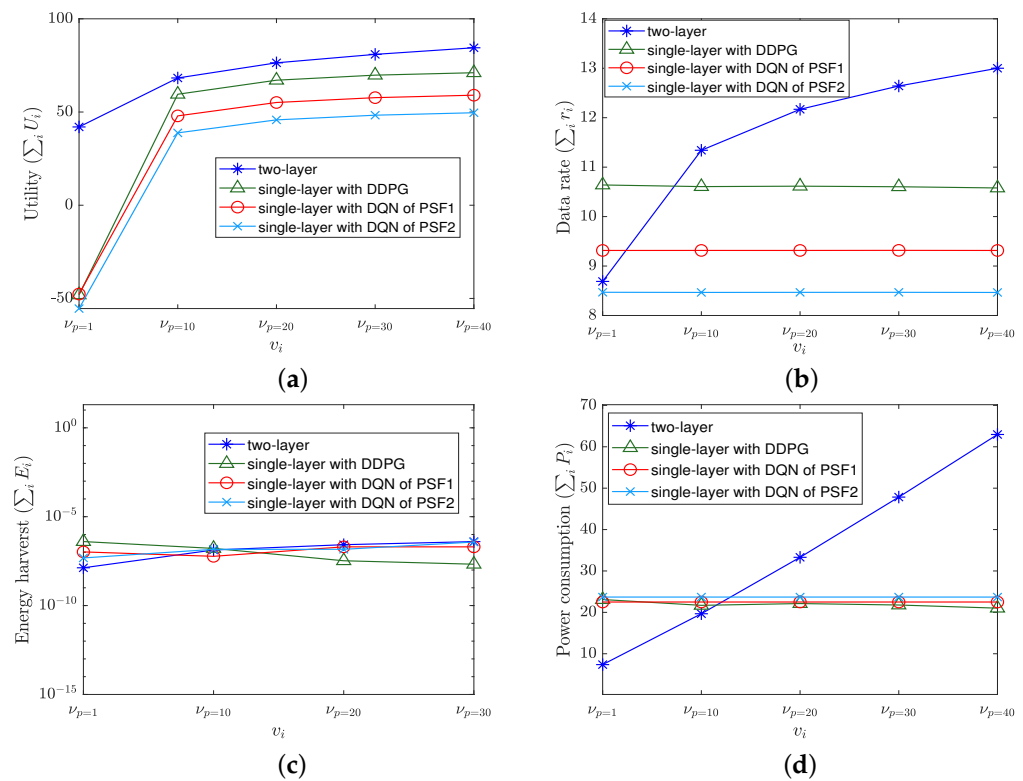 100
50
0
-50
Utility (∑ᵢ Uᵢ)
two-layer
single-layer with DDPG
single-layer with DQN of PSF1
single-layer with DQN of PSF2
νp=1 νp=10 νp=20 νp=30 νp=40
vᵢ
(a)
14
13
12
11
10
9
8
Data rate (∑ᵢ rᵢ)
two-layer
single-layer with DDPG
single-layer with DQN of PSF1
single-layer with DQN of PSF2
νp=1 νp=10 νp=20 νp=30 νp=40
vᵢ
(b)
10⁰
10⁻⁵
10⁻¹⁰
10⁻¹⁵
Energy harverst (∑ᵢ Eᵢ)
two-layer
single-layer with DDPG
single-layer with DQN of PSF1
single-layer with DQN of PSF2
νp=1 νp=10 νp=20 νp=30
vᵢ
(c)
70
60
50
40
30
20
10
Power consumption (∑ᵢ Pᵢ)
two-layer
single-layer with DDPG
single-layer with DQN of PSF1
single-layer with DQN of PSF2
νp=1 νp=10 νp=20 νp=30 νp=40
vᵢ
(d)